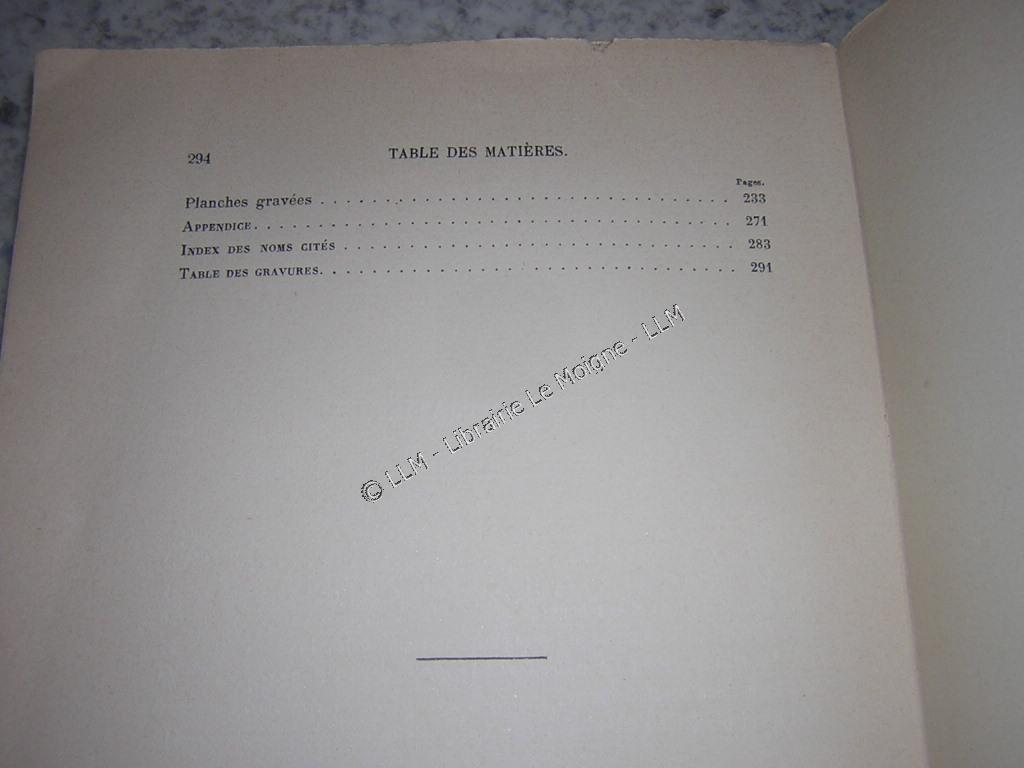 294 TABLE DES MATIÈRES.
Pages.
Planches gravées . . . . . . . . . . . . . . . . . . . . . . . . . . . . . . . . 233
APPENDICE. . . . . . . . . . . . . . . . . . . . . . . . . . . . . . . . . . . . 271
INDEX DES NOMS CITÉS . . . . . . . . . . . . . . . . . . . . . . . . . . . . . . 283
TABLE DES GRAVURES. . . . . . . . . . . . . . . . . . . . . . . . . . . . . . . 291
© LLM - Librairie Le Moigne - LLM